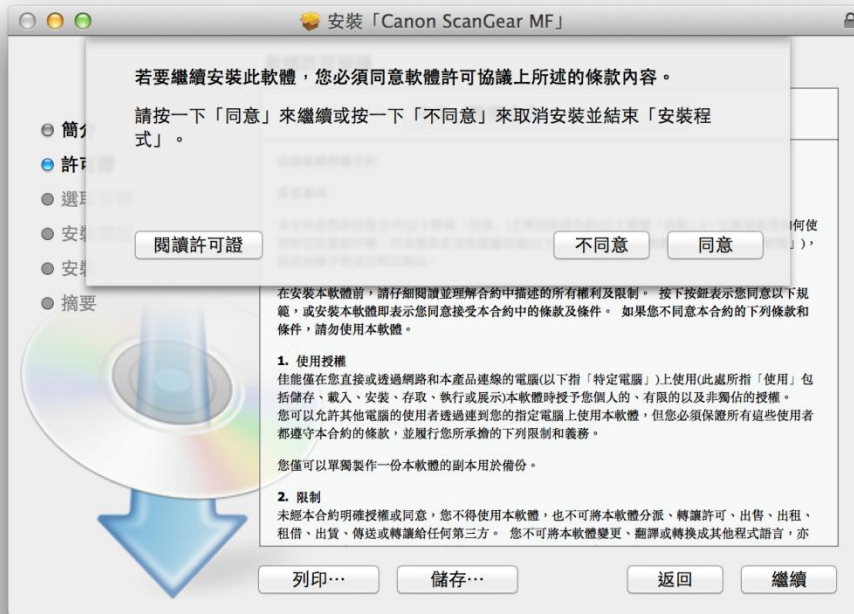 安裝「Canon ScanGear MF」
若要繼續安裝此軟體，您必須同意軟體許可協議上所述的條款內容。
請按一下「同意」來繼續或按一下「不同意」來取消安裝並結束「安裝程
式」。
閱讀許可證
不同意
同意
簡介
許可證
選取
安裝
安裝
摘要
何使
」），
在安裝本軟體前，請仔細閱讀並理解合約中描述的所有權利及限制。 按下按鈕表示您同意以下規
範，或安裝本軟體即表示您同意接受本合約中的條款及條件。 如果您不同意本合約的下列條款和
條件，請勿使用本軟體。
1. 使用授權
佳能僅在您直接或透過網路和本產品連線的電腦(以下指「特定電腦」)上使用(此處所指「使用」包
括儲存、載入、安裝、存取、執行或展示)本軟體時授予您個人的、有限的以及非獨佔的授權。
您可以允許其他電腦的使用者透過連到您的指定電腦上使用本軟體，但您必須保證所有這些使用者
都遵守本合約的條款，並履行您所承擔的下列限制和義務。
您僅可以單獨製作一份本軟體的副本用於備份。
2. 限制
未經本合約明確授權或同意，您不得使用本軟體，也不可將本軟體分派、轉讓許可、出售、出租、
租借、出賃、傳送或轉讓給任何第三方。 您不可將本軟體變更、翻譯或轉換成其他程式語言，亦
列印…
儲存…
返回
繼續